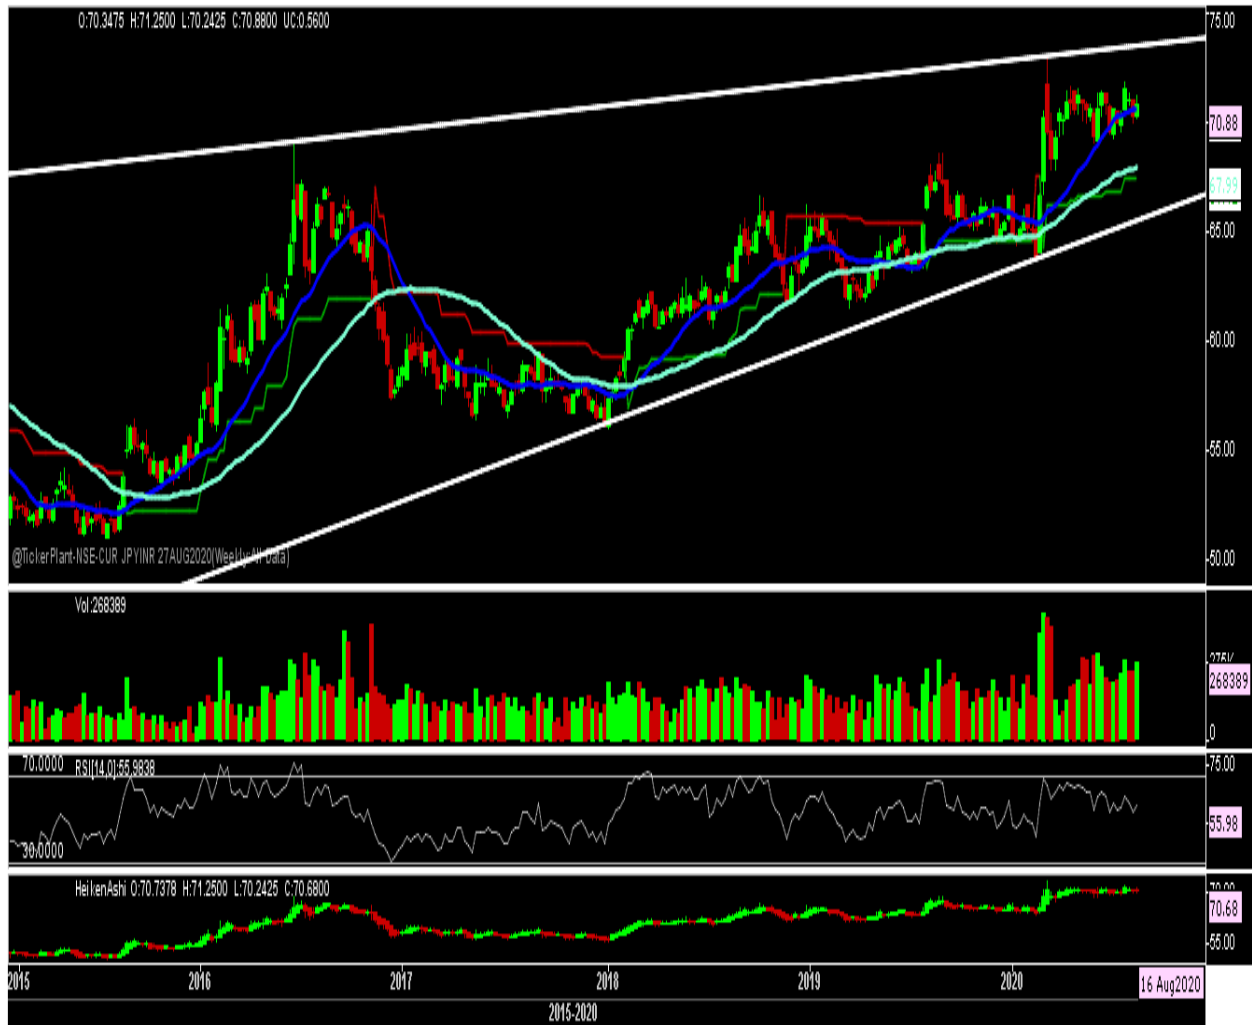 O:70.3475 H:71.2500 L:70.2425 C:70.8800 UC:0.5600
75.00
70.88
67.99
65.00
60.00
55.00
50.00
@TickerPlant-NSE-CUR JPYINR 27AUG2020(Weekly:All Data)
Vol:268389
268389
0
70.0000 RSI[14,0]:55.9838
75.00
55.98
30.0000
HeikenAshi O:70.7378 H:71.2500 L:70.2425 C:70.6800
70.68
55.00
2015 2016 2017 2018 2019 2020 16 Aug2020
2015-2020